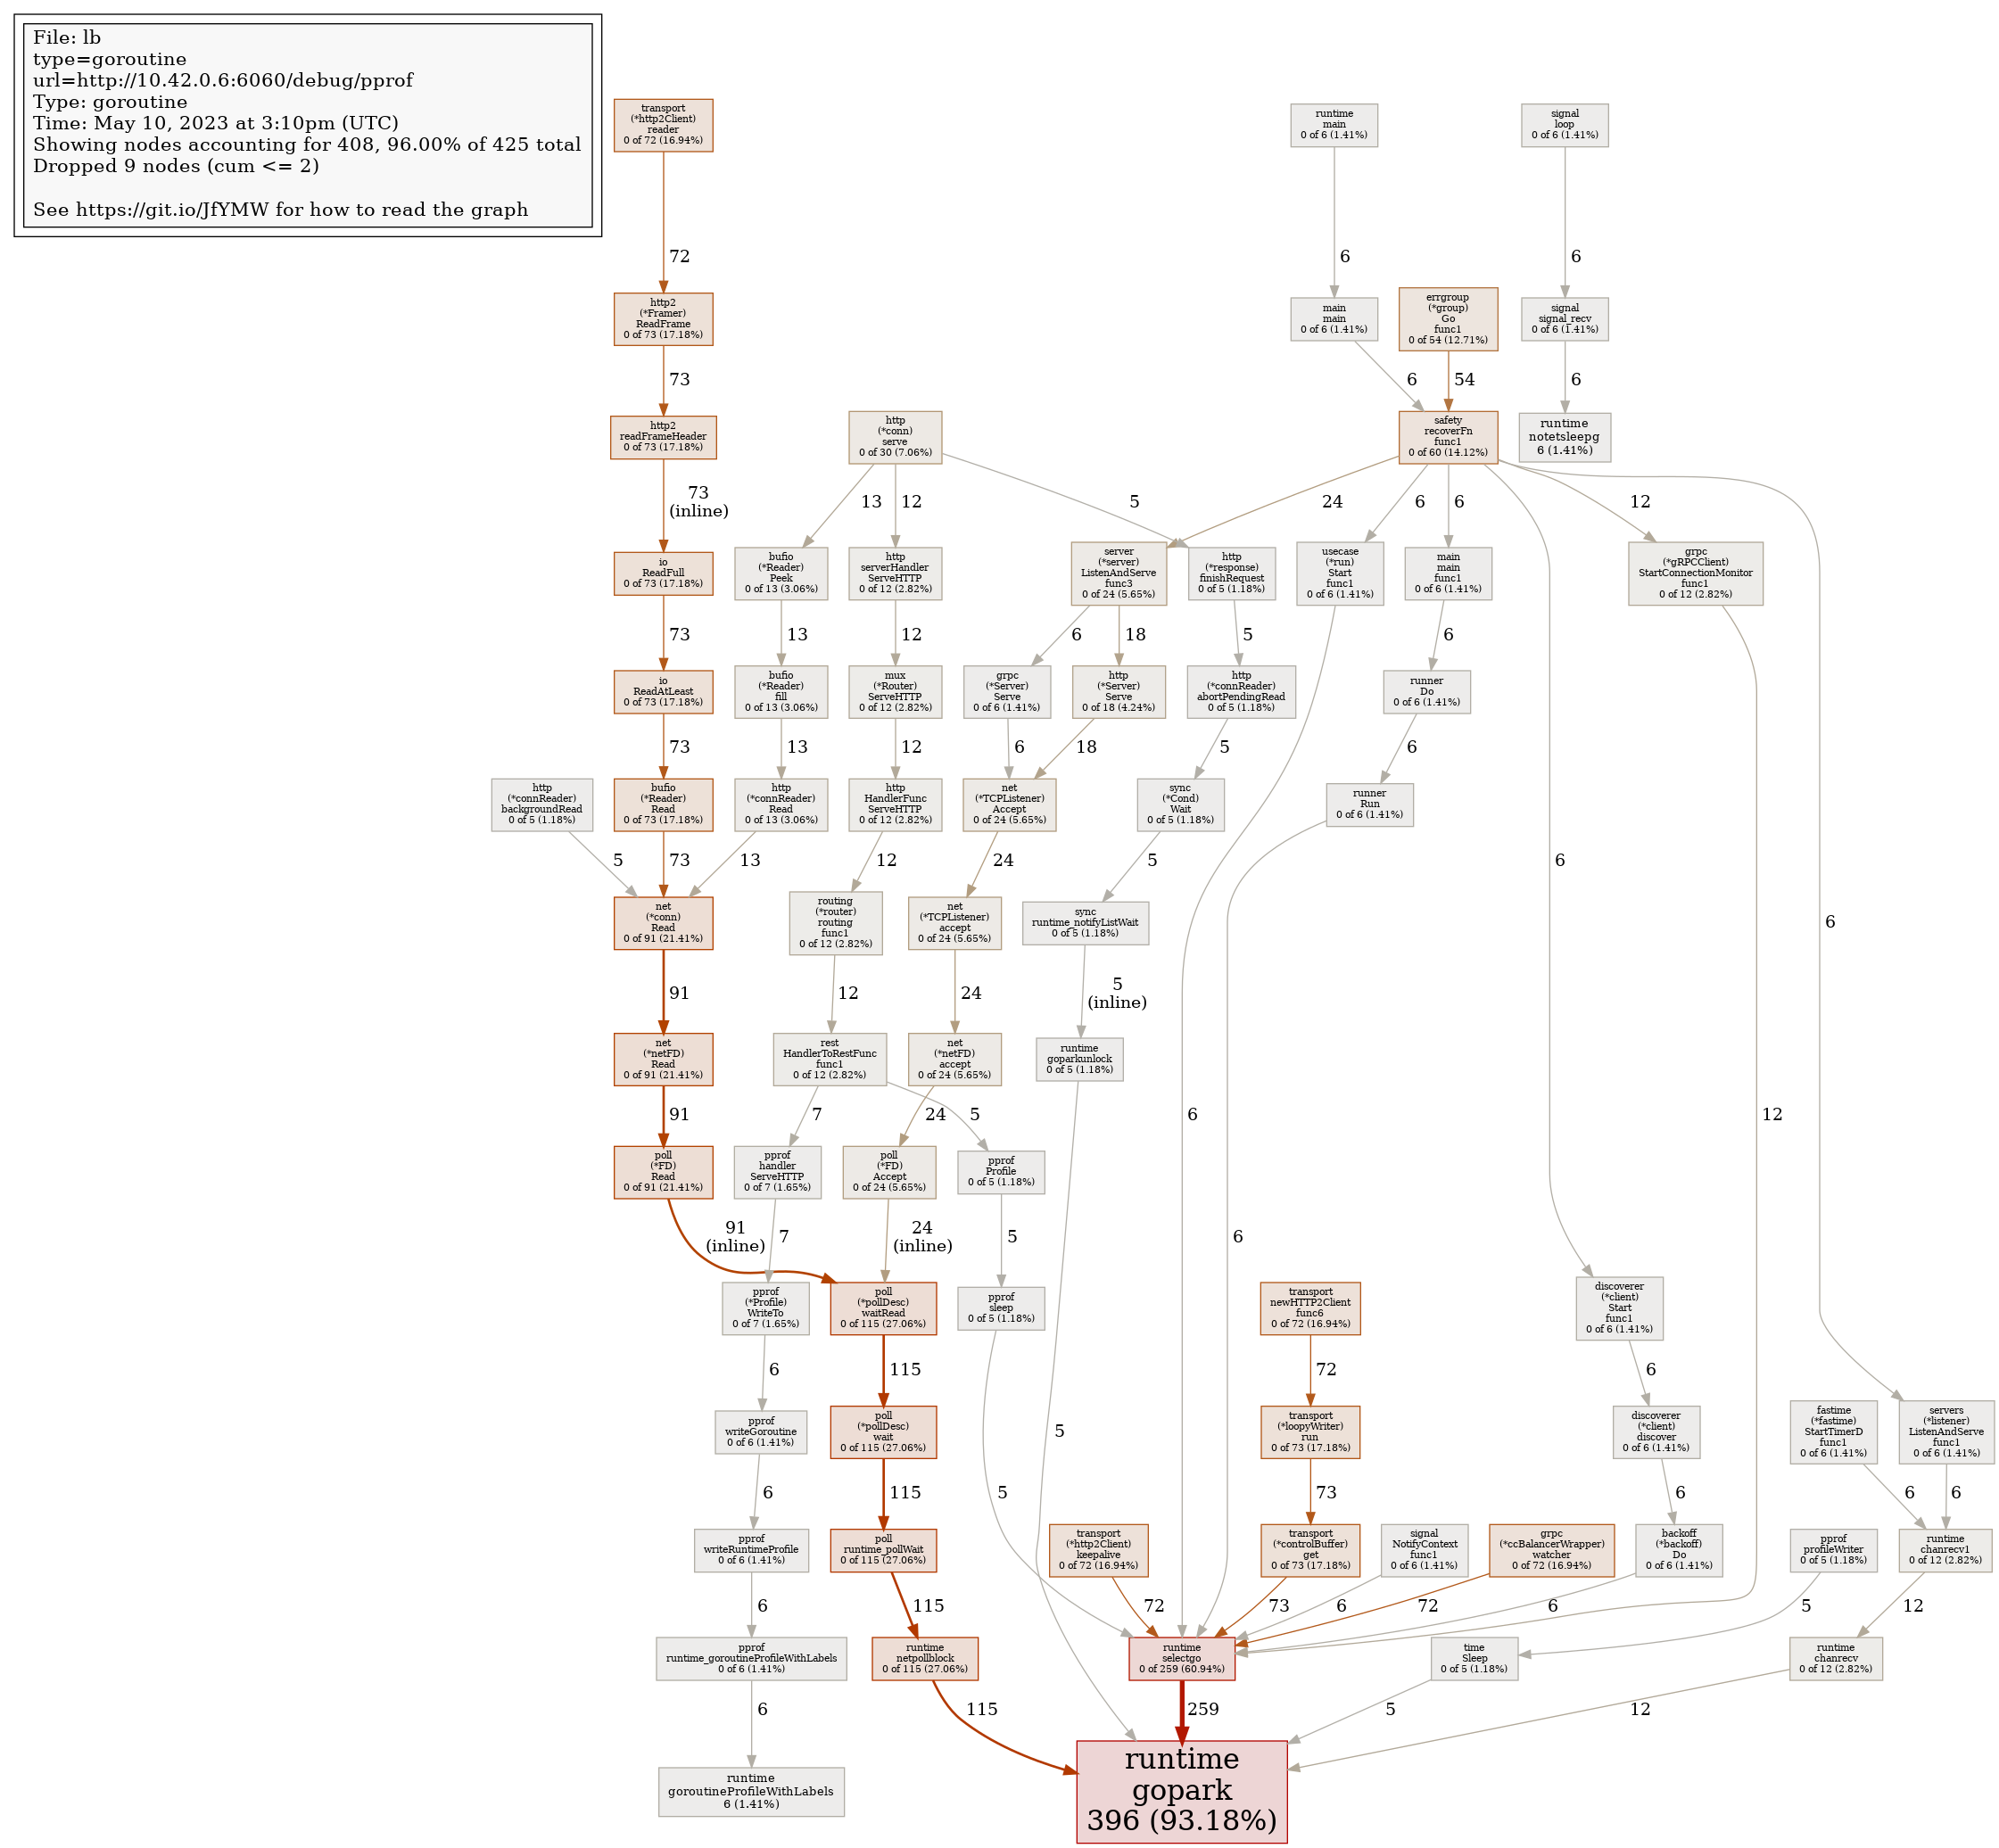 File: lb
type=goroutine
url=http://10.42.0.6:6060/debug/pprof
Type: goroutine
Time: May 10, 2023 at 3:10pm (UTC)
Showing nodes accounting for 408, 96.00% of 425 total
Dropped 9 nodes (cum <= 2)
See https://git.io/JfYMW for how to read the graph
transport
(*http2Client)
reader
0 of 72 (16.94%)
runtime
main
0 of 6 (1.41%)
signal
loop
0 of 6 (1.41%)
72
6
6
http2
(*Framer)
ReadFrame
0 of 73 (17.18%)
main
main
0 of 6 (1.41%)
errgroup
(*group)
Go
func1
0 of 54 (12.71%)
signal
signal_recv
0 of 6 (1.41%)
73
6
54
6
http2
readFrameHeader
0 of 73 (17.18%)
http
(*conn)
serve
0 of 30 (7.06%)
safety
recoverFn
func1
0 of 60 (14.12%)
runtime
notetsleepg
6 (1.41%)
73
(inline)
13
12
5
24
6
6
12
bufio
(*Reader)
Peek
0 of 13 (3.06%)
http
serverHandler
ServeHTTP
0 of 12 (2.82%)
server
(*server)
ListenAndServe
func3
0 of 24 (5.65%)
http
(*response)
finishRequest
0 of 5 (1.18%)
usecase
(*run)
Start
func1
0 of 6 (1.41%)
main
main
func1
0 of 6 (1.41%)
grpc
(*gRPCClient)
StartConnectionMonitor
func1
0 of 12 (2.82%)
io
ReadFull
0 of 73 (17.18%)
73
13
12
6
18
5
6
io
ReadAtLeast
0 of 73 (17.18%)
bufio
(*Reader)
fill
0 of 13 (3.06%)
mux
(*Router)
ServeHTTP
0 of 12 (2.82%)
grpc
(*Server)
Serve
0 of 6 (1.41%)
http
(*Server)
Serve
0 of 18 (4.24%)
http
(*connReader)
abortPendingRead
0 of 5 (1.18%)
runner
Do
0 of 6 (1.41%)
73
13
12
6
18
5
6
http
(*connReader)
backgroundRead
0 of 5 (1.18%)
bufio
(*Reader)
Read
0 of 73 (17.18%)
http
(*connReader)
Read
0 of 13 (3.06%)
http
HandlerFunc
ServeHTTP
0 of 12 (2.82%)
net
(*TCPListener)
Accept
0 of 24 (5.65%)
sync
(*Cond)
Wait
0 of 5 (1.18%)
runner
Run
0 of 6 (1.41%)
5
73
13
12
24
5
6
6
net
(*conn)
Read
0 of 91 (21.41%)
routing
(*router)
routing
func1
0 of 12 (2.82%)
net
(*TCPListener)
accept
0 of 24 (5.65%)
sync
runtime_notifyListWait
0 of 5 (1.18%)
91
12
24
5
(inline)
net
(*netFD)
Read
0 of 91 (21.41%)
rest
HandlerToRestFunc
func1
0 of 12 (2.82%)
net
(*netFD)
accept
0 of 24 (5.65%)
runtime
goparkunlock
0 of 5 (1.18%)
91
7
24
5
6
12
poll
(*FD)
Read
0 of 91 (21.41%)
pprof
handler
ServeHTTP
0 of 7 (1.65%)
poll
(*FD)
Accept
0 of 24 (5.65%)
pprof
Profile
0 of 5 (1.18%)
91
(inline)
7
24
(inline)
5
6
pprof
(*Profile)
WriteTo
0 of 7 (1.65%)
poll
(*pollDesc)
waitRead
0 of 115 (27.06%)
pprof
sleep
0 of 5 (1.18%)
transport
newHTTP2Client
func6
0 of 72 (16.94%)
discoverer
(*client)
Start
func1
0 of 6 (1.41%)
6
115
72
6
pprof
writeGoroutine
0 of 6 (1.41%)
poll
(*pollDesc)
wait
0 of 115 (27.06%)
5
transport
(*loopyWriter)
run
0 of 73 (17.18%)
discoverer
(*client)
discover
0 of 6 (1.41%)
fastime
(*fastime)
StartTimerD
func1
0 of 6 (1.41%)
servers
(*listener)
ListenAndServe
func1
0 of 6 (1.41%)
6
115
5
73
6
6
6
pprof
writeRuntimeProfile
0 of 6 (1.41%)
poll
runtime_pollWait
0 of 115 (27.06%)
transport
(*http2Client)
keepalive
0 of 72 (16.94%)
transport
(*controlBuffer)
get
0 of 73 (17.18%)
signal
NotifyContext
func1
0 of 6 (1.41%)
grpc
(*ccBalancerWrapper)
watcher
0 of 72 (16.94%)
backoff
(*backoff)
Do
0 of 6 (1.41%)
pprof
profileWriter
0 of 5 (1.18%)
runtime
chanrecv1
0 of 12 (2.82%)
6
115
72
73
6
72
6
5
12
pprof
runtime_goroutineProfileWithLabels
0 of 6 (1.41%)
runtime
netpollblock
0 of 115 (27.06%)
runtime
selectgo
0 of 259 (60.94%)
time
Sleep
0 of 5 (1.18%)
runtime
chanrecv
0 of 12 (2.82%)
6
115
259
5
12
runtime
goroutineProfileWithLabels
6 (1.41%)
runtime
gopark
396 (93.18%)